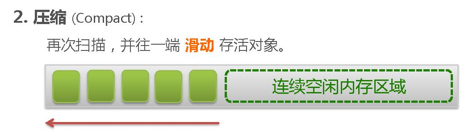 2. 压缩 (Compact)：
再次扫描，并往一端 滑动 存活对象。
连续空闲内存区域